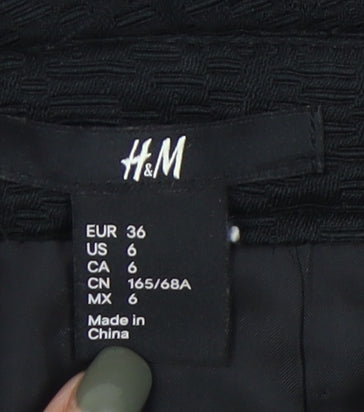 H&M
EUR 36
US 6
CA 6
CN 165/68A
MX 6
Made in
China